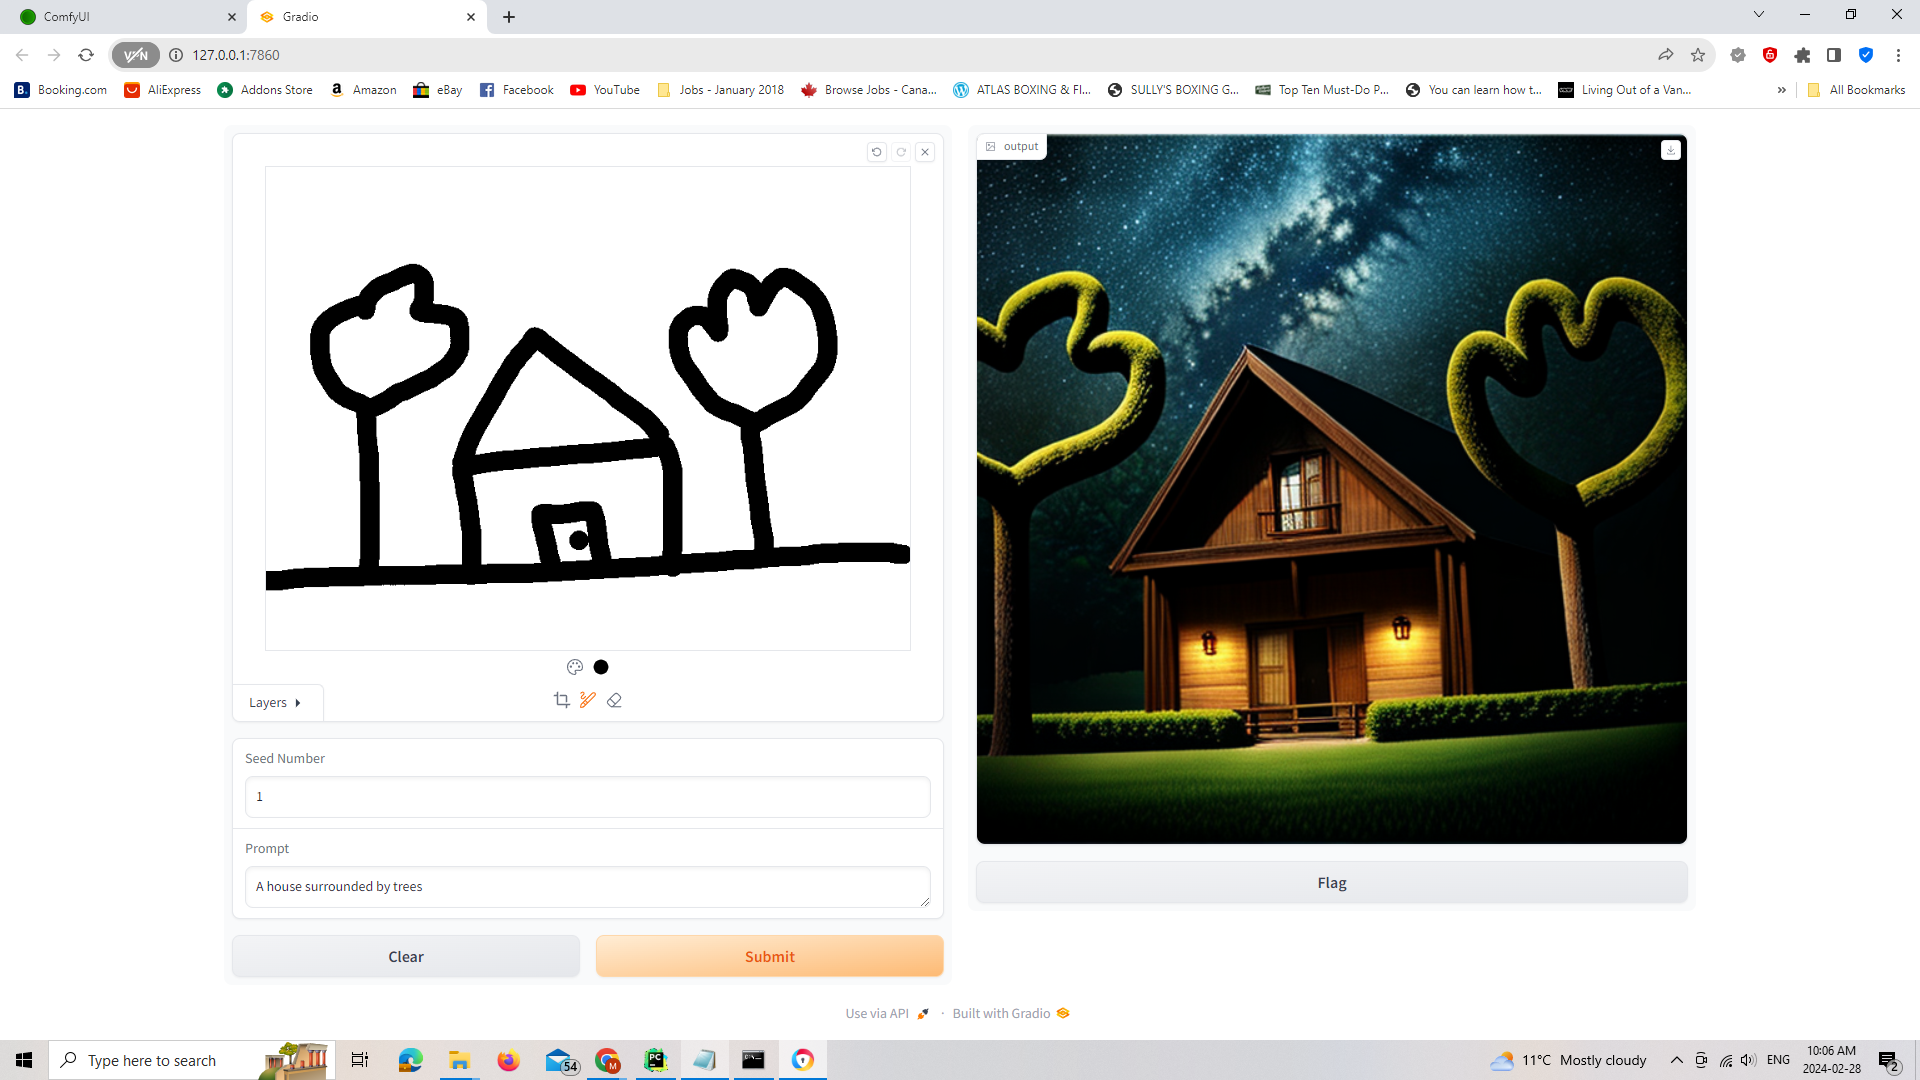 ComfyUI
Gradio
VPN
127.0.0.1:7860
Booking.com
AliExpress
Addons Store
Amazon
eBay
Facebook
YouTube
Jobs - January 2018
Browse Jobs - Cana...
ATLAS BOXING & FI...
SULLY'S BOXING G...
Top Ten Must-Do P...
You can learn how t...
Living Out of a Van...
All Bookmarks
output
Layers
Seed Number
1
Prompt
A house surrounded by trees
Clear
Submit
Flag
Use via API
·
Built with Gradio
Type here to search
54
M
PC
11°C Mostly cloudy
ENG
10:06 AM
2024-02-28
2